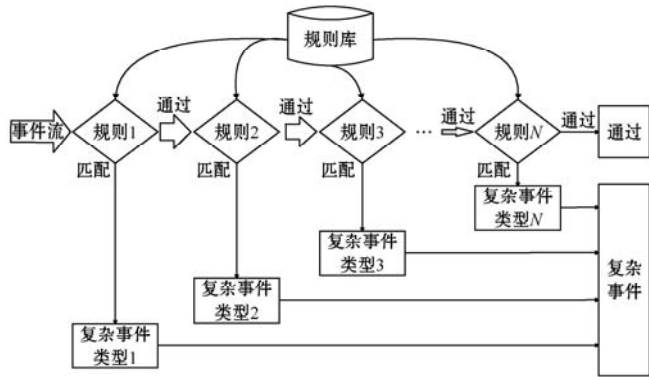 规则库
事件流
规则1
通过
规则2
通过
规则3
…
通过
规则N
通过
通过
匹配
匹配
匹配
匹配
复杂事件
类型N
复杂事件
类型3
复杂事件
类型2
复杂事件
类型1
复杂
事件